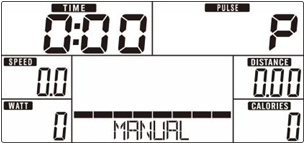 TIME PULSE
0:00 P
SPEED DISTANCE
0.0 0.00
WATT CALORIES
0 0
MANUAL